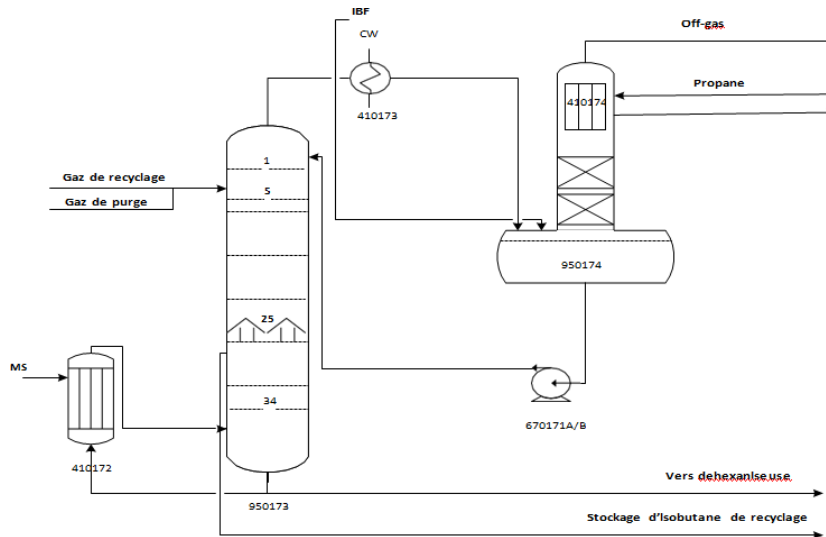 IBF
Off-gas
CW
Propane
410174
410173
1
Gaz de recyclage
5
Gaz de purge
950174
25
MS
34
670171A/B
410172
Vers dehexanlseuse
950173
Stockage d'Isobutane de recyclage